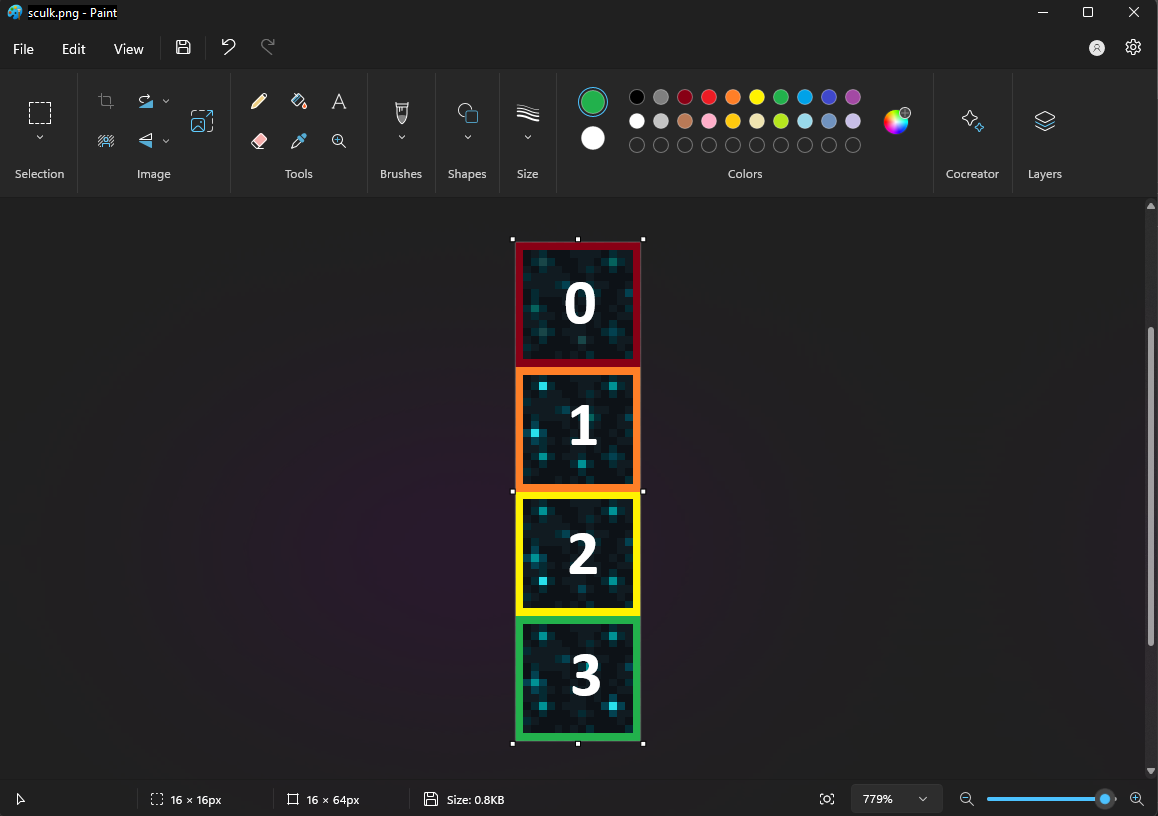 sculk.png - Paint
File Edit View
Selection Image Tools Brushes Shapes Size Colors Cocreator Layers
0
1
2
3
16 × 16px 16 × 64px Size: 0.8KB 779%